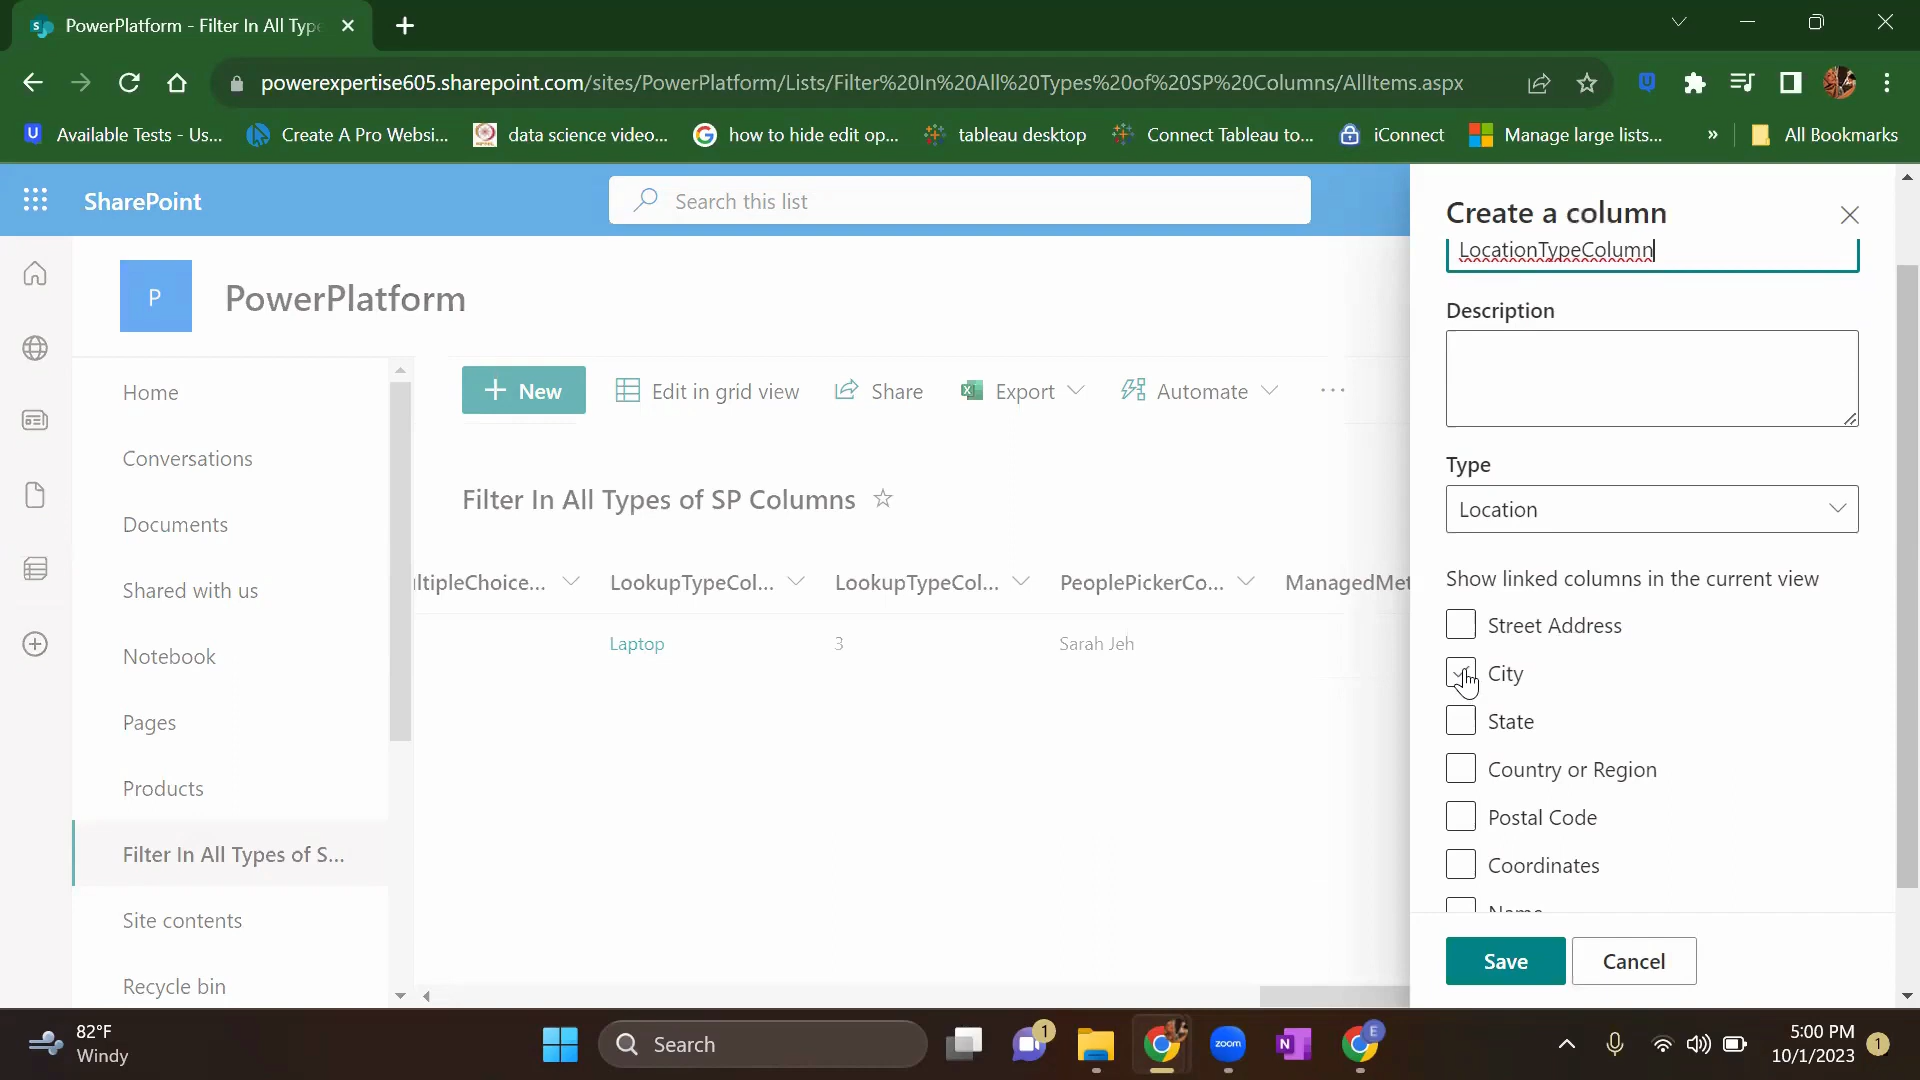 PowerPlatform - Filter In All Type
powerexpertise605.sharepoint.com/sites/PowerPlatform/Lists/Filter%20In%20All%20Types%20of%20SP%20Columns/AllItems.aspx
Available Tests - Us...
Create A Pro Websi...
data science video...
how to hide edit op...
tableau desktop
Connect Tableau to...
iConnect
Manage large lists...
»
All Bookmarks
SharePoint
Search this list
P
PowerPlatform
Home
Conversations
Documents
Shared with us
Notebook
Pages
Products
Filter In All Types of S...
Site contents
Recycle bin
+ New
Edit in grid view
Share
Export
Automate
...
Filter In All Types of SP Columns
ltipleChoice...
LookupTypeCol...
LookupTypeCol...
PeoplePickerCo...
ManagedMet
Laptop
3
Sarah Jeh
Create a column
LocationTypeColumn
Description
Type
Location
Show linked columns in the current view
Street Address
City
State
Country or Region
Postal Code
Coordinates
Name
Save
Cancel
82°F
Windy
Search
1
zoom
N
E
5:00 PM
10/1/2023
1